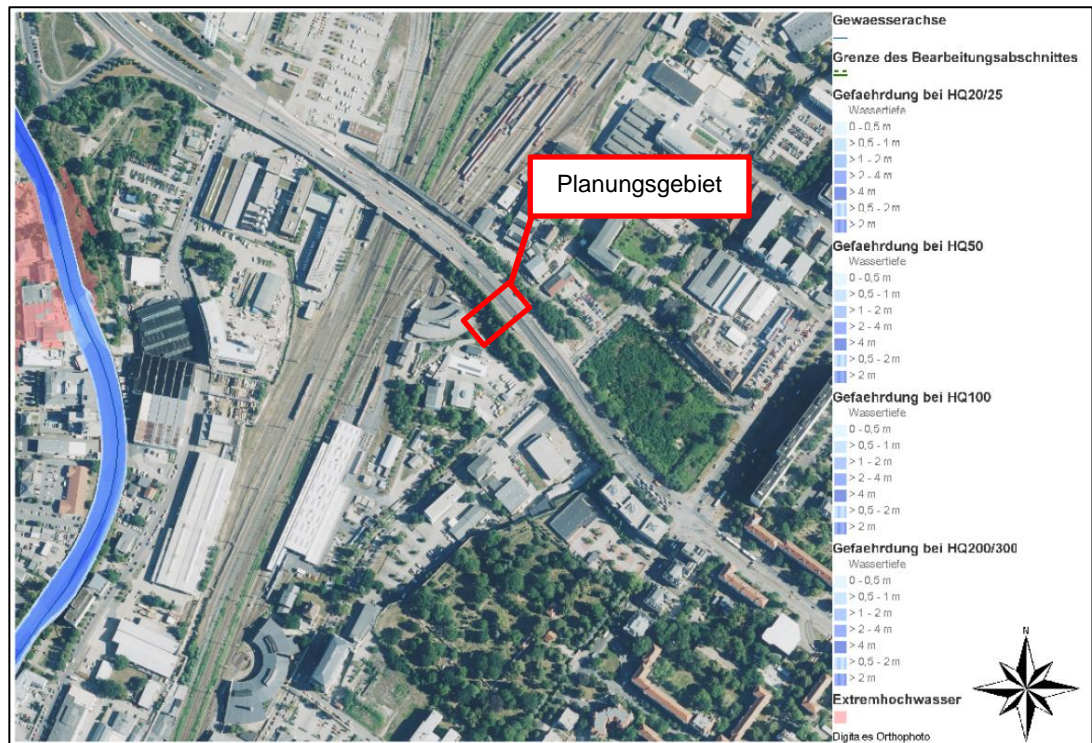 Planungsgebiet
Gewaesserachse
Grenze des Bearbeitungsabschnittes
Gefaehrdung bei HQ20/25
Wassertiefe
0 - 0,5 m
> 0,5 - 1 m
> 1 - 2 m
> 2 - 4 m
> 4 m
> 0,5 - 2 m
> 2 m
Gefaehrdung bei HQ50
Wassertiefe
0 - 0,5 m
> 0,5 - 1 m
> 1 - 2 m
> 2 - 4 m
> 4 m
> 0,5 - 2 m
> 2 m
Gefaehrdung bei HQ100
Wassertiefe
0 - 0,5 m
> 0,5 - 1 m
> 1 - 2 m
> 2 - 4 m
> 4 m
> 0,5 - 2 m
> 2 m
Gefaehrdung bei HQ200/300
Wassertiefe
0 - 0,5 m
> 0,5 - 1 m
> 1 - 2 m
> 2 - 4 m
> 4 m
> 0,5 - 2 m
> 2 m
Extremhochwasser
Digita es Orthophoto
N